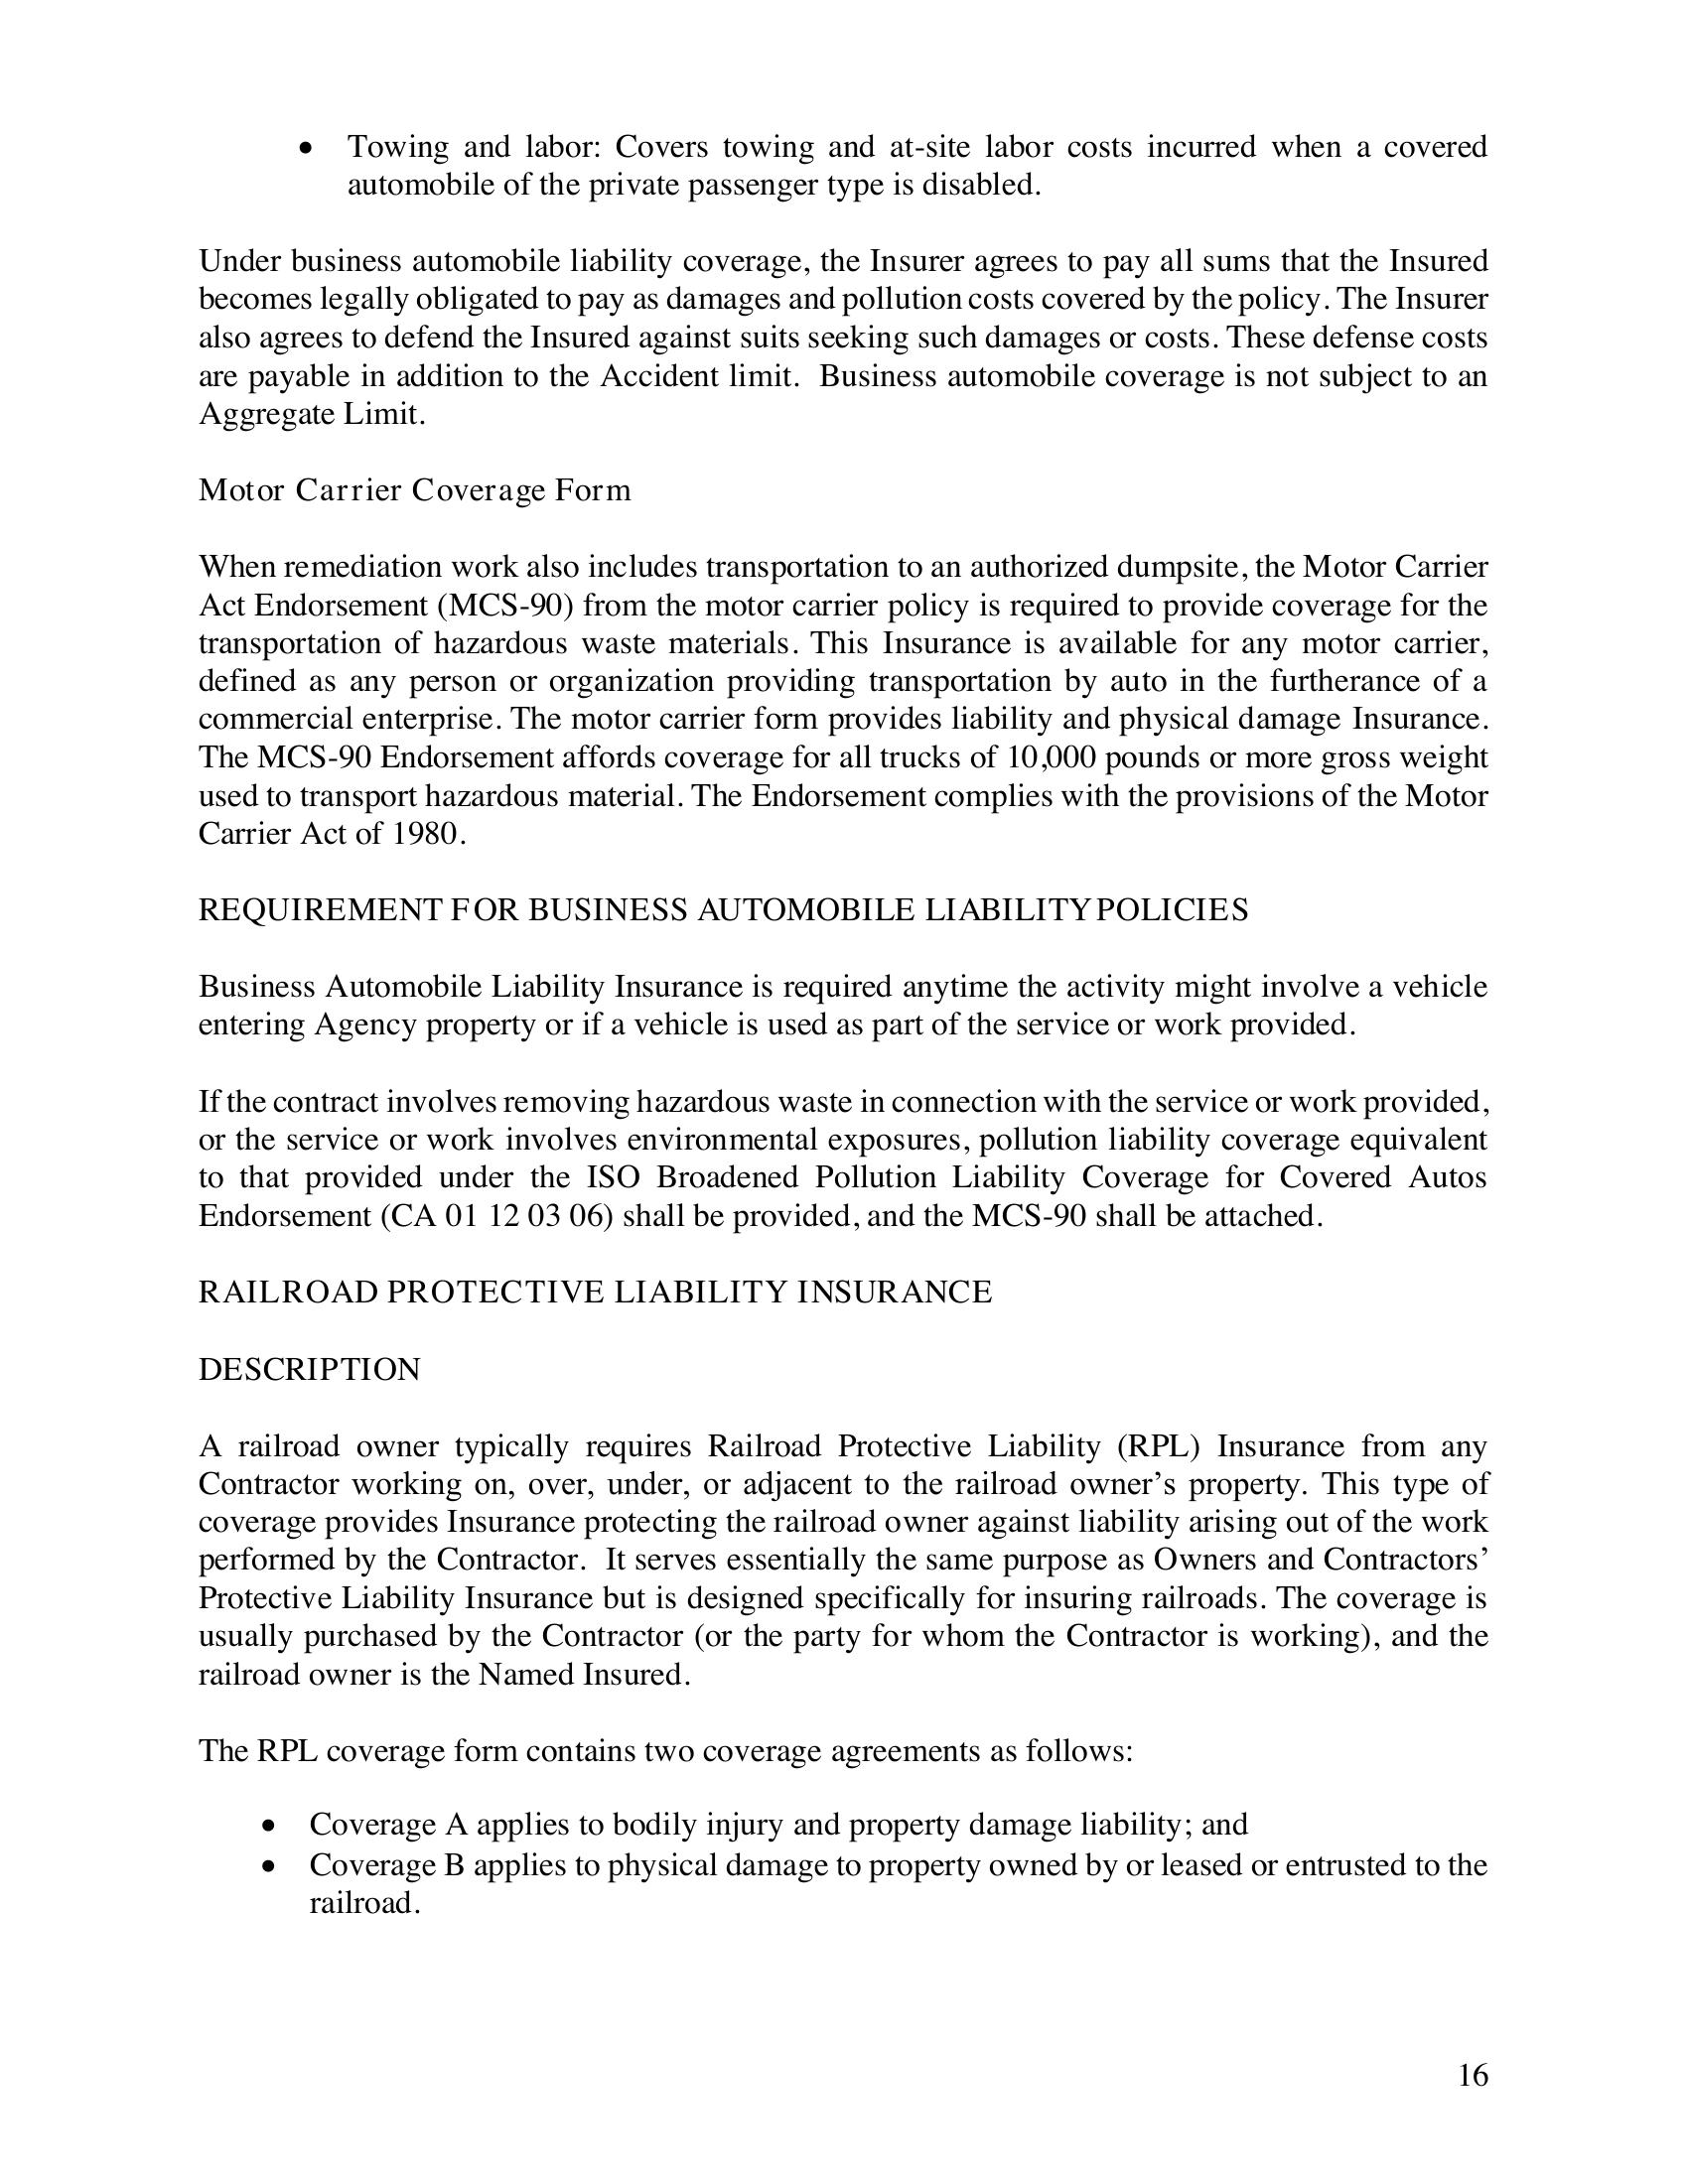 • Towing and labor: Covers towing and at-site labor costs incurred when a covered
automobile of the private passenger type is disabled.
Under business automobile liability coverage, the Insurer agrees to pay all sums that the Insured
becomes legally obligated to pay as damages and pollution costs covered by the policy. The Insurer
also agrees to defend the Insured against suits seeking such damages or costs. These defense costs
are payable in addition to the Accident limit.  Business automobile coverage is not subject to an
Aggregate Limit.
Motor Carrier Coverage Form
When remediation work also includes transportation to an authorized dumpsite, the Motor Carrier
Act Endorsement (MCS-90) from the motor carrier policy is required to provide coverage for the
transportation of hazardous waste materials. This Insurance is available for any motor carrier,
defined as any person or organization providing transportation by auto in the furtherance of a
commercial enterprise. The motor carrier form provides liability and physical damage Insurance.
The MCS-90 Endorsement affords coverage for all trucks of 10,000 pounds or more gross weight
used to transport hazardous material. The Endorsement complies with the provisions of the Motor
Carrier Act of 1980.
REQUIREMENT FOR BUSINESS AUTOMOBILE LIABILITY POLICIES
Business Automobile Liability Insurance is required anytime the activity might involve a vehicle
entering Agency property or if a vehicle is used as part of the service or work provided.
If the contract involves removing hazardous waste in connection with the service or work provided,
or the service or work involves environmental exposures, pollution liability coverage equivalent
to that provided under the ISO Broadened Pollution Liability Coverage for Covered Autos
Endorsement (CA 01 12 03 06) shall be provided, and the MCS-90 shall be attached.
RAILROAD PROTECTIVE LIABILITY INSURANCE
DESCRIPTION
A railroad owner typically requires Railroad Protective Liability (RPL) Insurance from any
Contractor working on, over, under, or adjacent to the railroad owner’s property. This type of
coverage provides Insurance protecting the railroad owner against liability arising out of the work
performed by the Contractor.  It serves essentially the same purpose as Owners and Contractors’
Protective Liability Insurance but is designed specifically for insuring railroads. The coverage is
usually purchased by the Contractor (or the party for whom the Contractor is working), and the
railroad owner is the Named Insured.
The RPL coverage form contains two coverage agreements as follows:
• Coverage A applies to bodily injury and property damage liability; and
• Coverage B applies to physical damage to property owned by or leased or entrusted to the
railroad.
16